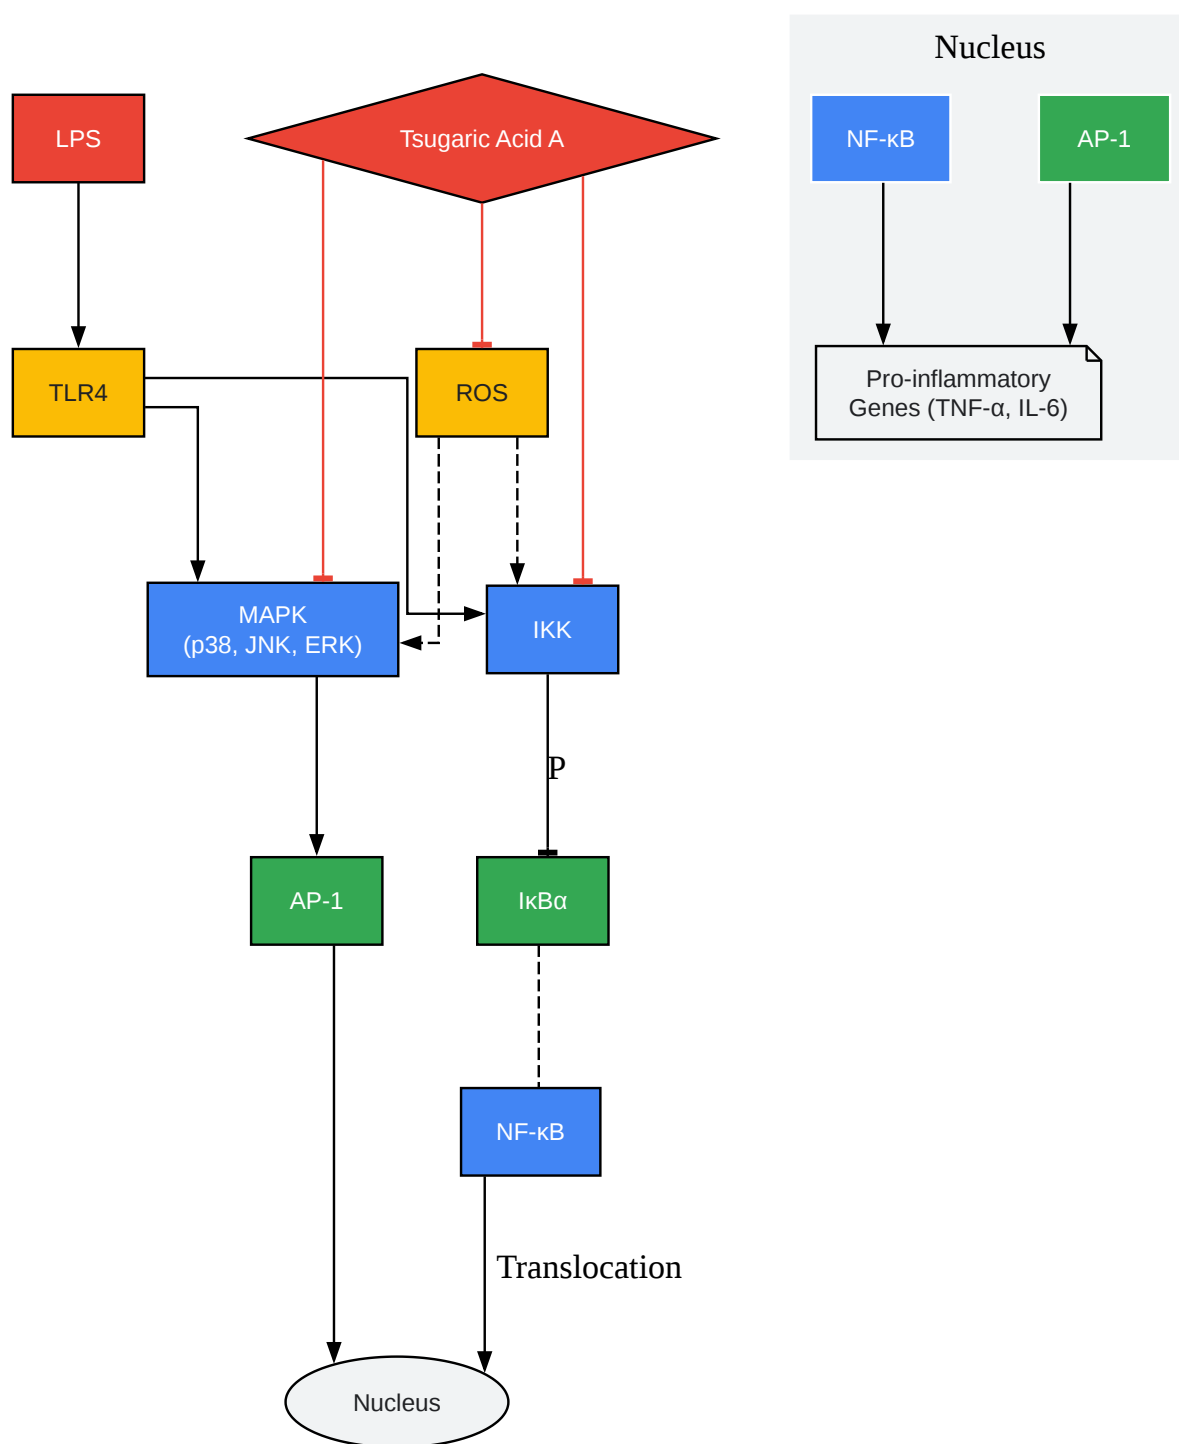 Nucleus
LPS
Tsugaric Acid A
NF-κB
AP-1
TLR4
ROS
Pro-inflammatory
Genes (TNF-α, IL-6)
MAPK
(p38, JNK, ERK)
IKK
P
AP-1
IκBα
NF-κB
Translocation
Nucleus